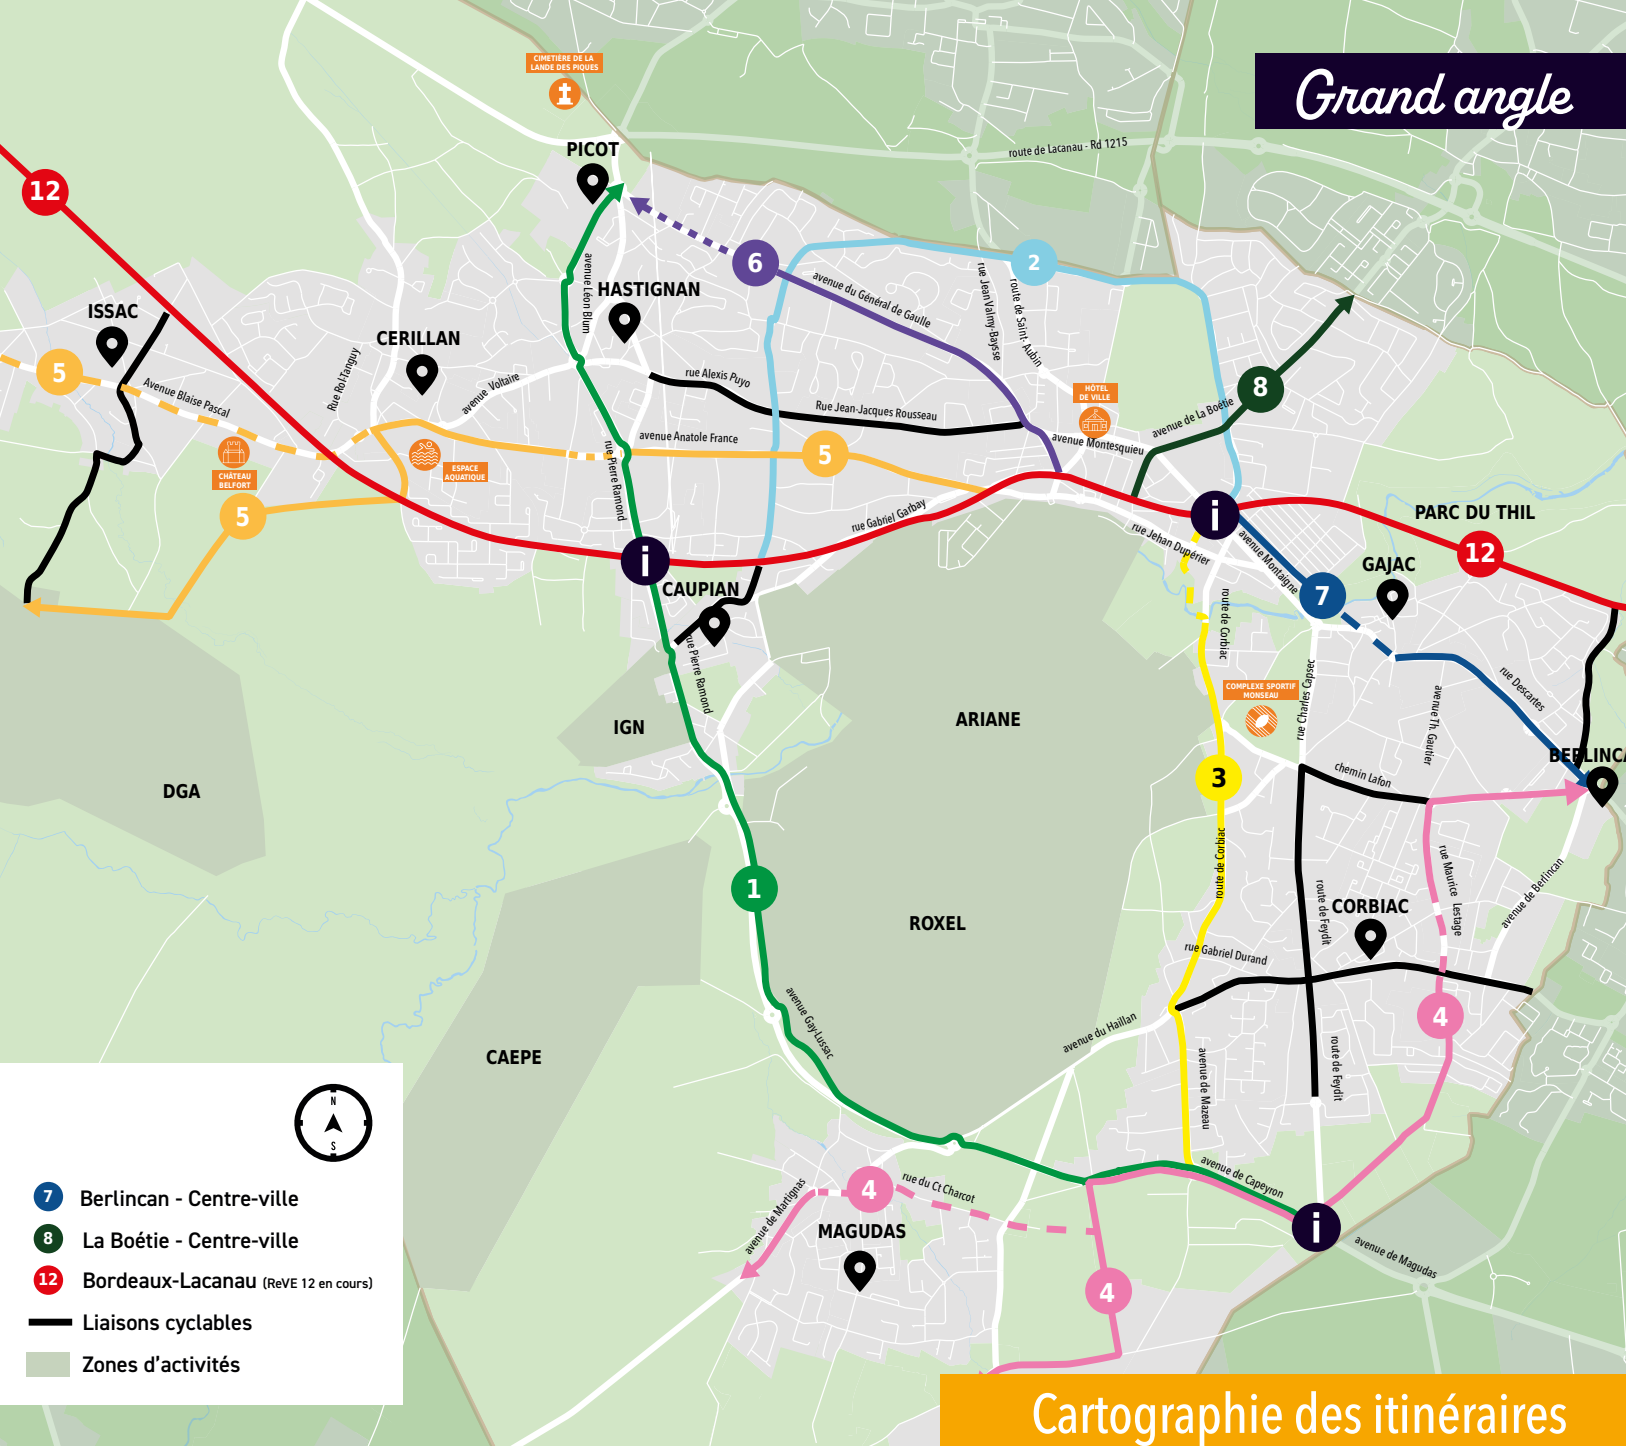 Grand angle
CIMETIÈRE DE LA
LANDE DES PIQUES
PICOT
route de Lacanau - Rd 1215
12
6
2
avenue Léon Blum
HASTIGNAN
avenue du Général de Gaulle
rue Jean Valmy-Baysse
route de Saint-Aubin
ISSAC
CERILLAN
5
Avenue Blaise Pascal
Rue Rol-Tanguy
avenue Voltaire
rue Alexis Puyo
Rue Jean-Jacques Rousseau
HÔTEL
DE VILLE
8
avenue de La Boétie
avenue Anatole France
avenue Montesquieu
5
CHÂTEAU
BELFORT
ESPACE
AQUATIQUE
rue Pierre Ramond
5
rue Gabriel Garbay
i
rue Jehan Dupérier
avenue Montaigne
PARC DU THIL
12
i
CAUPIAN
GAJAC
7
route de Corbiac
rue Pierre Ramond
COMPLEXE SPORTIF
MONSEAU
rue Charles Capsec
rue Descartes
avenue Th. Gautier
IGN
ARIANE
DGA
3
chemin Lafon
BERLINCA
route de Corbiac
1
rue Maurice Lestage
avenue de Berlincan
route de Feydit
CORBIAC
ROXEL
rue Gabriel Durand
avenue Gay-Lussac
4
avenue du Haillan
CAEPE
avenue de Mazeau
route de Feydit
avenue de Capeyron
4
rue du Ct Charcot
avenue de Martignas
MAGUDAS
i
avenue de Magudas
4
N
S
7 Berlincan - Centre-ville
8 La Boétie - Centre-ville
12 Bordeaux-Lacanau (ReVE 12 en cours)
Liaisons cyclables
Zones d'activités
Cartographie des itinéraires